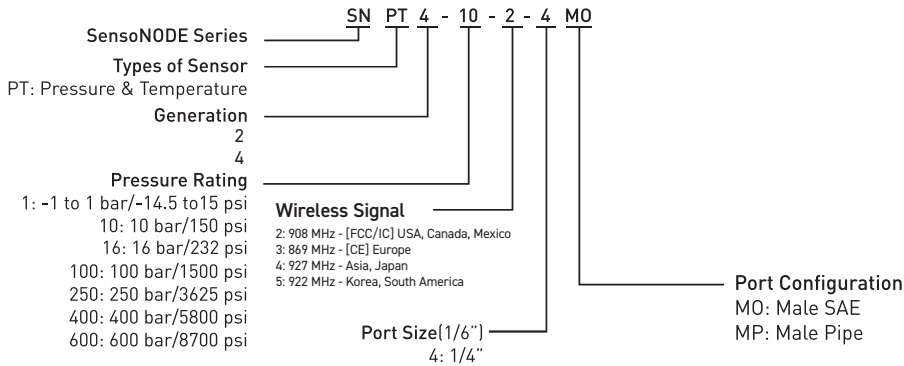 SN PT 4 - 10 - 2 - 4 MO
SensoNODE Series
Types of Sensor
PT: Pressure & Temperature
Generation
2
4
Pressure Rating
1: -1 to 1 bar/-14.5 to15 psi
10: 10 bar/150 psi
16: 16 bar/232 psi
100: 100 bar/1500 psi
250: 250 bar/3625 psi
400: 400 bar/5800 psi
600: 600 bar/8700 psi
Wireless Signal
2: 908 MHz - [FCC/IC] USA, Canada, Mexico
3: 869 MHz - [CE] Europe
4: 927 MHz - Asia, Japan
5: 922 MHz - Korea, South America
Port Size(1/6”)
4: 1/4”
Port Configuration
MO: Male SAE
MP: Male Pipe